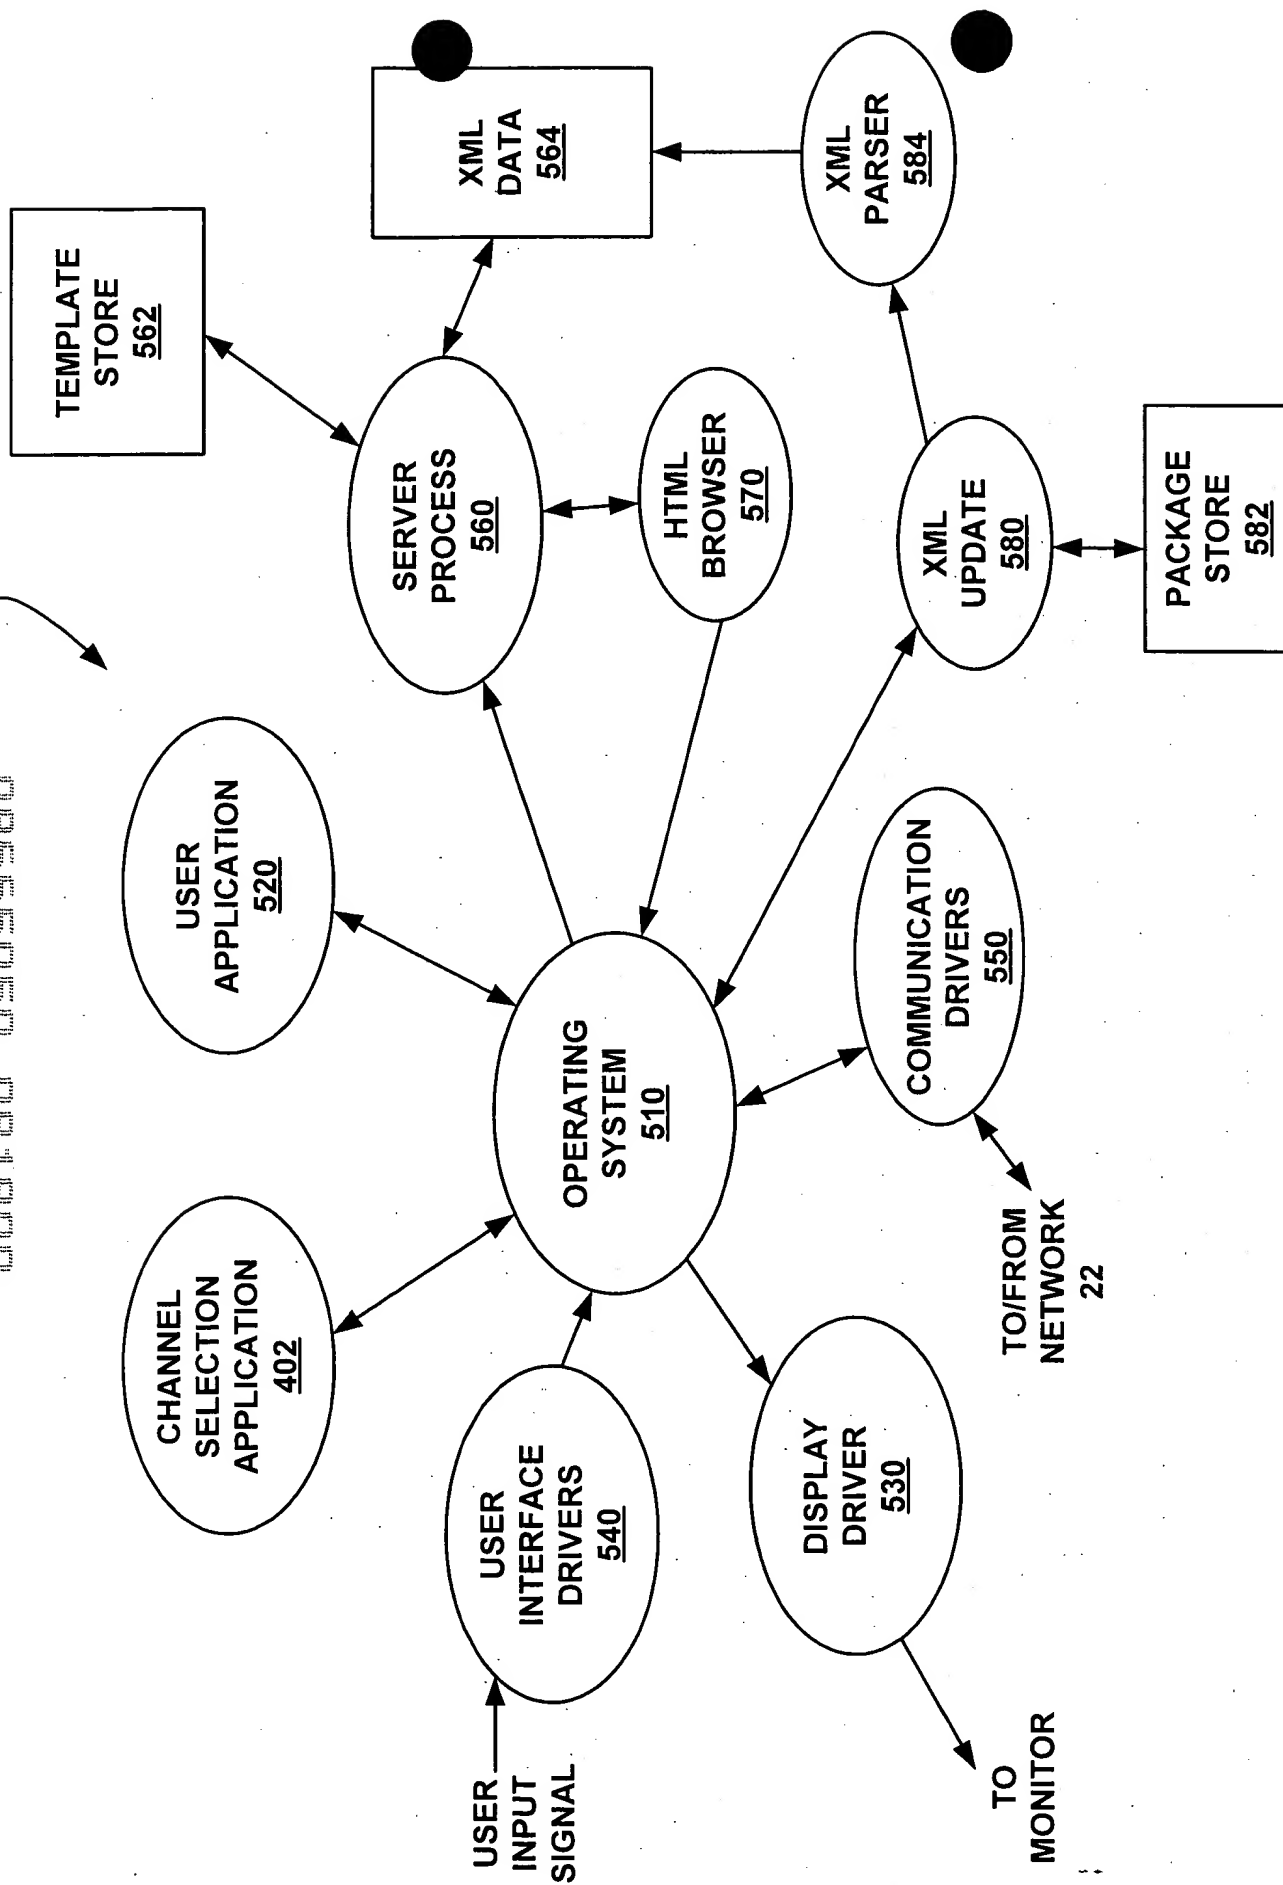 TEMPLATE
STORE
562
XML
DATA
564
SERVER
PROCESS
560
USER
APPLICATION
520
CHANNEL
SELECTION
APPLICATION
402
HTML
BROWSER
570
XML
PARSER
584
OPERATING
SYSTEM
510
XML
UPDATE
580
USER
INPUT
SIGNAL
USER
INTERFACE
DRIVERS
540
COMMUNICATION
DRIVERS
550
PACKAGE
STORE
582
DISPLAY
DRIVER
530
TO/FROM
NETWORK
22
TO
MONITOR